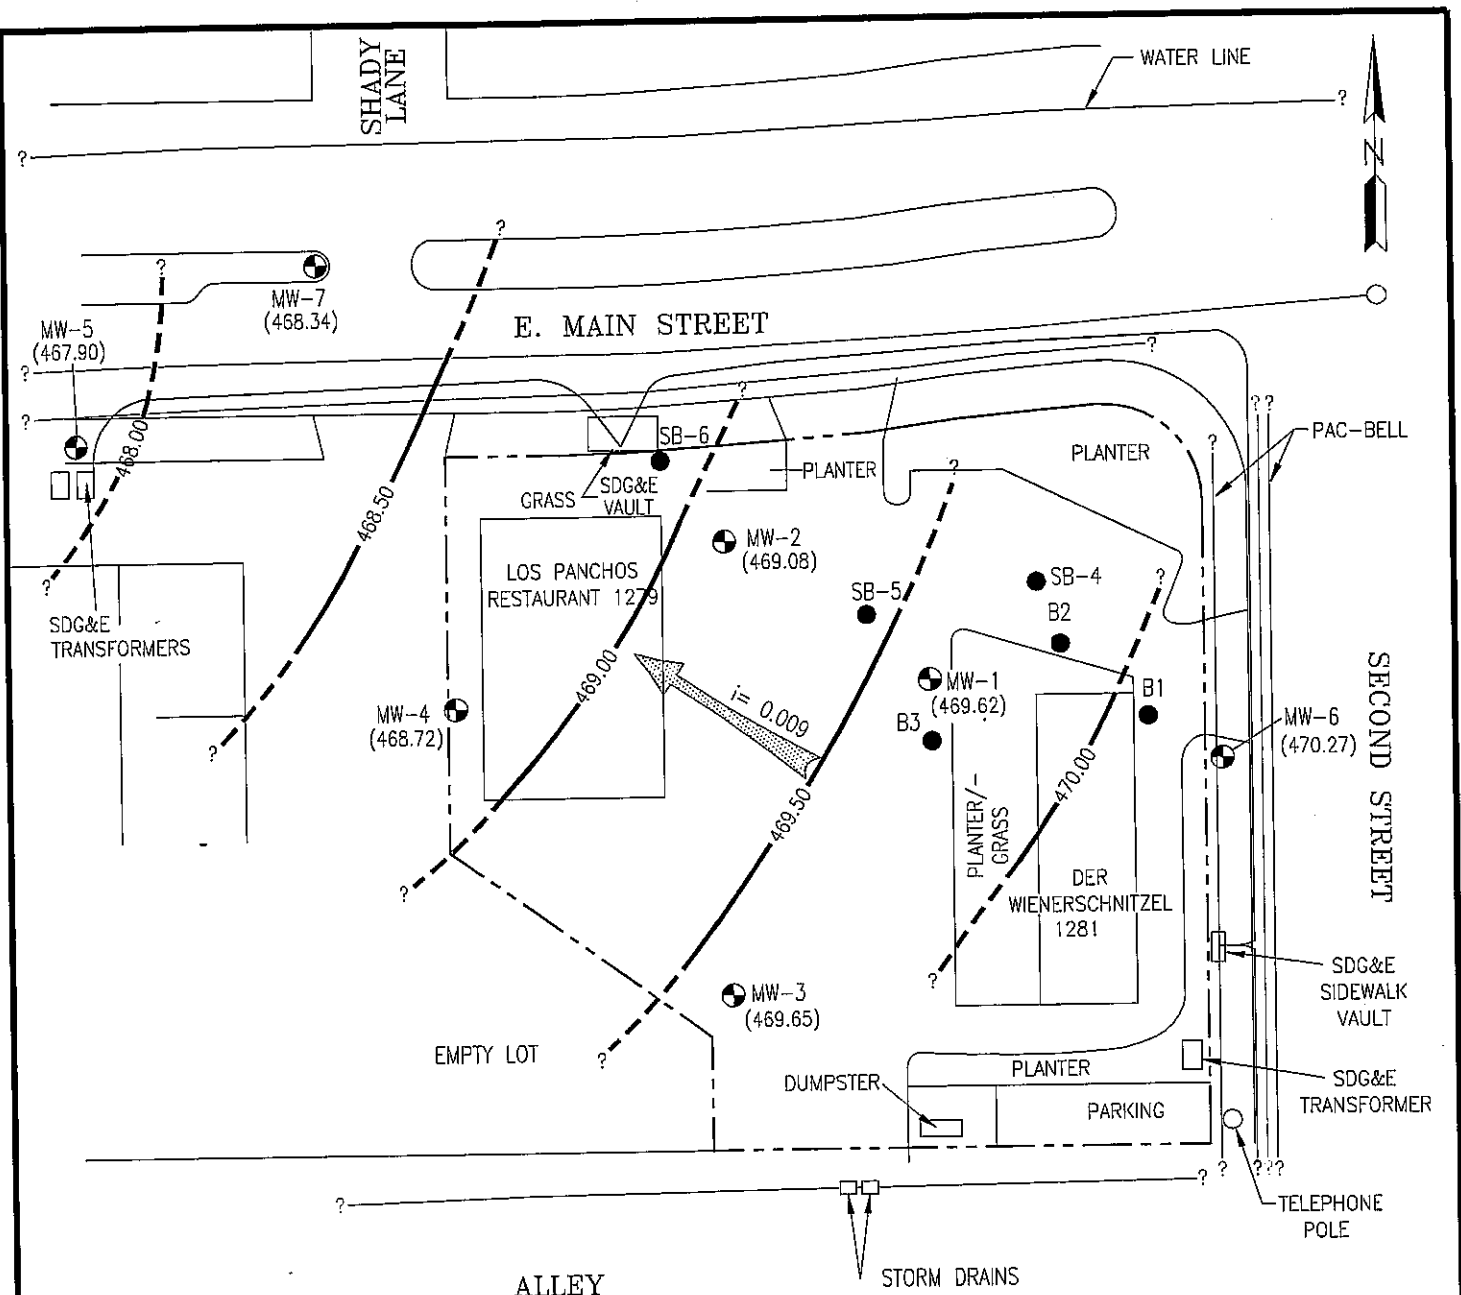 SHADY
LANE
WATER LINE
?
?
N
?
?
MW-7
(468.34)
MW-5
(467.90)
E. MAIN STREET
?
?
?
?
468.00
468.50
SB-6
GRASS
SDG&E
VAULT
PLANTER
PLANTER
? ?
?
PAC-BELL
?
MW-2
(469.08)
LOS PANCHOS
RESTAURANT 1279
SB-5
SB-4
B2
?
?
SDG&E
TRANSFORMERS
469.00
i= 0.009
MW-1
(469.62)
B3
B1
MW-4
(468.72)
MW-6
(470.27)
SECOND STREET
?
469.50
470.00
PLANTER/-
GRASS
DER
WIENERSCHNITZEL
1281
?
?
SDG&E
SIDEWALK
VAULT
MW-3
(469.65)
EMPTY LOT
?
DUMPSTER
PLANTER
PARKING
SDG&E
TRANSFORMER
?
? ? ?
?
?
TELEPHONE
POLE
ALLEY
STORM DRAINS